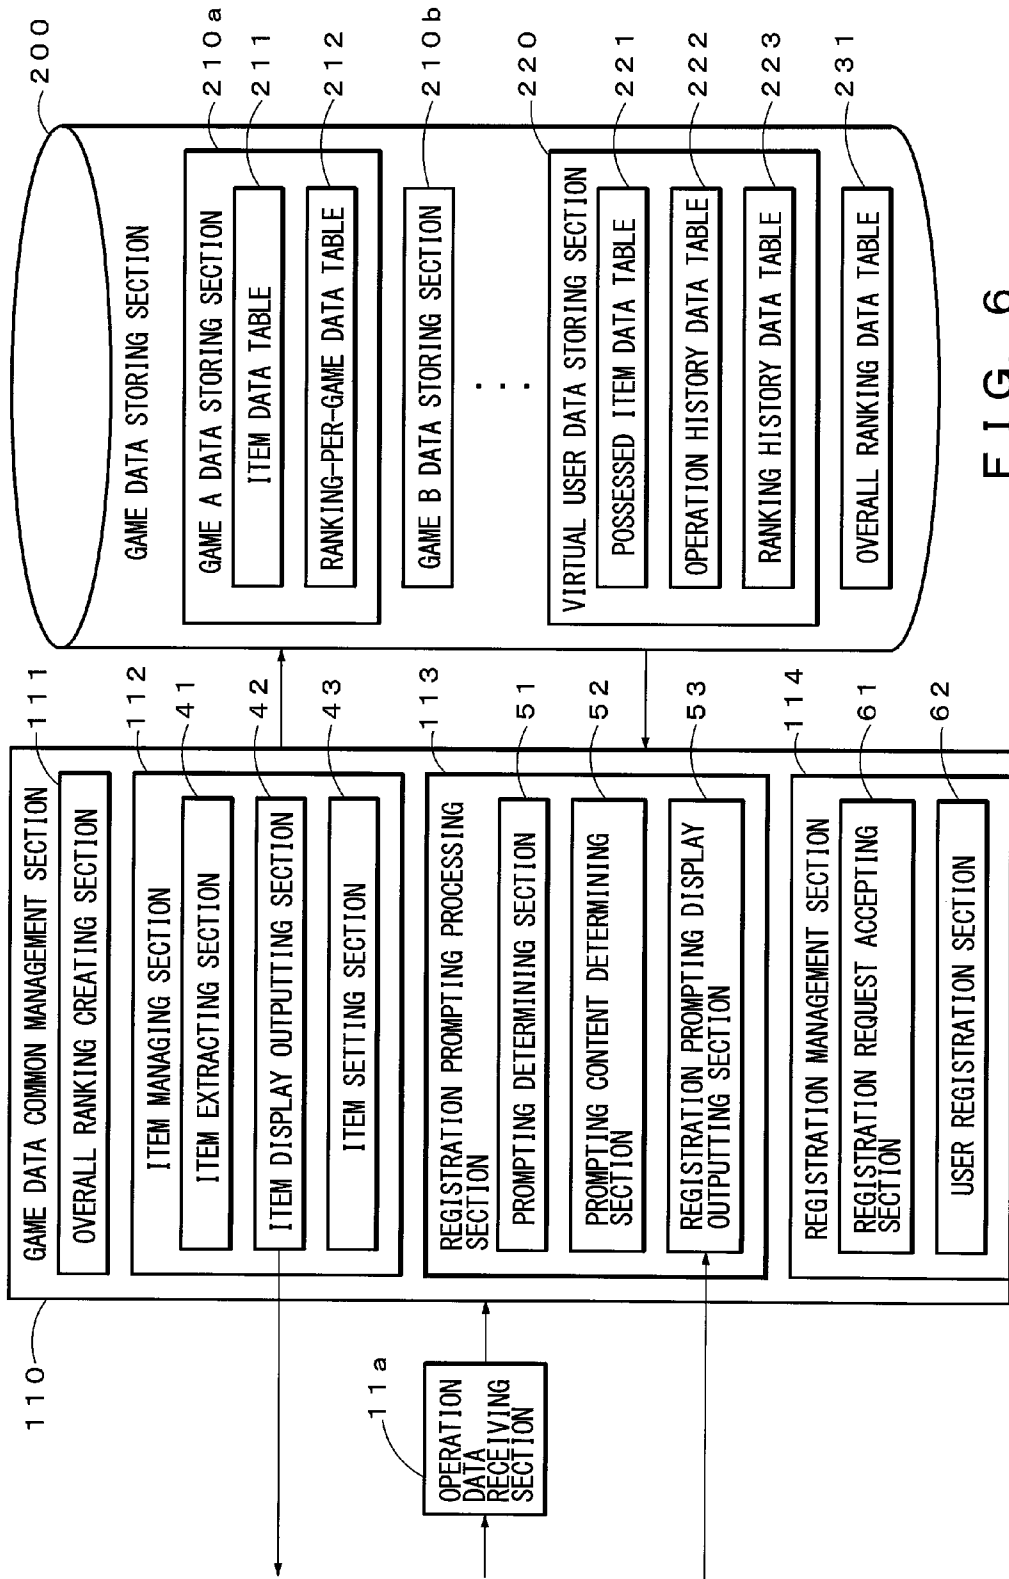 110
GAME DATA COMMON MANAGEMENT SECTION
111
OVERALL RANKING CREATING SECTION
112
ITEM MANAGING SECTION
41
ITEM EXTRACTING SECTION
42
ITEM DISPLAY OUTPUTTING SECTION
43
ITEM SETTING SECTION
11a
OPERATION
DATA
RECEIVING
SECTION
113
REGISTRATION PROMPTING PROCESSING
SECTION
51
PROMPTING DETERMINING SECTION
52
PROMPTING CONTENT DETERMINING
SECTION
53
REGISTRATION PROMPTING DISPLAY
OUTPUTTING SECTION
114
REGISTRATION MANAGEMENT SECTION
61
REGISTRATION REQUEST ACCEPTING
SECTION
62
USER REGISTRATION SECTION
200
GAME DATA STORING SECTION
210a
GAME A DATA STORING SECTION
211
ITEM DATA TABLE
212
RANKING-PER-GAME DATA TABLE
210b
GAME B DATA STORING SECTION
...
220
VIRTUAL USER DATA STORING SECTION
221
POSSESSED ITEM DATA TABLE
222
OPERATION HISTORY DATA TABLE
223
RANKING HISTORY DATA TABLE
231
OVERALL RANKING DATA TABLE
FIG. 6